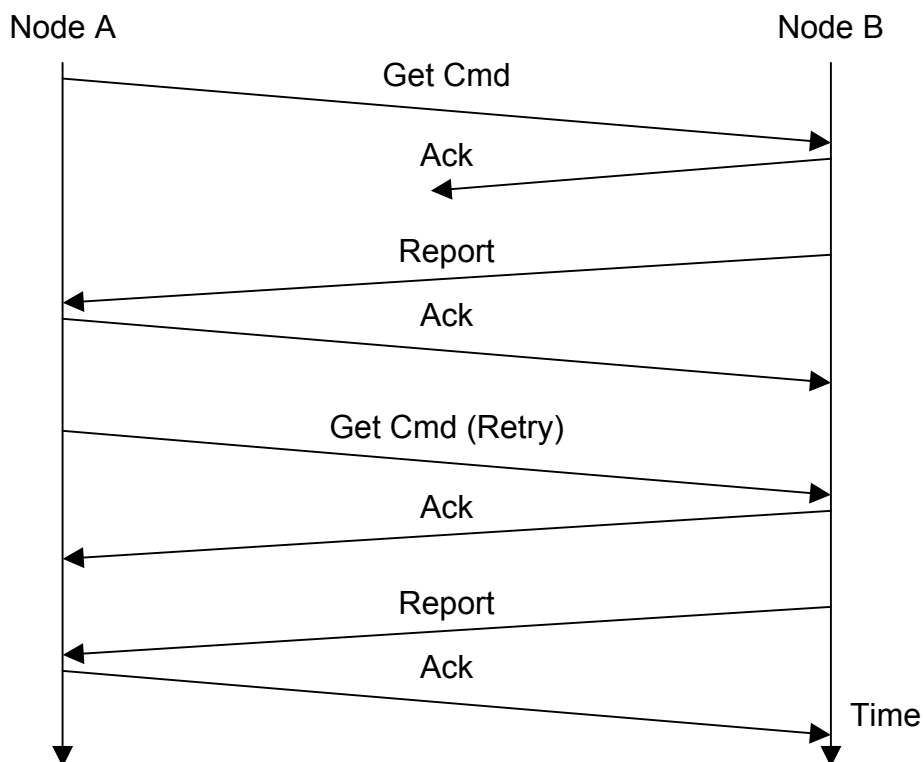 Node A
Node B
Get Cmd
Ack
Report
Ack
Get Cmd (Retry)
Ack
Report
Ack
Time